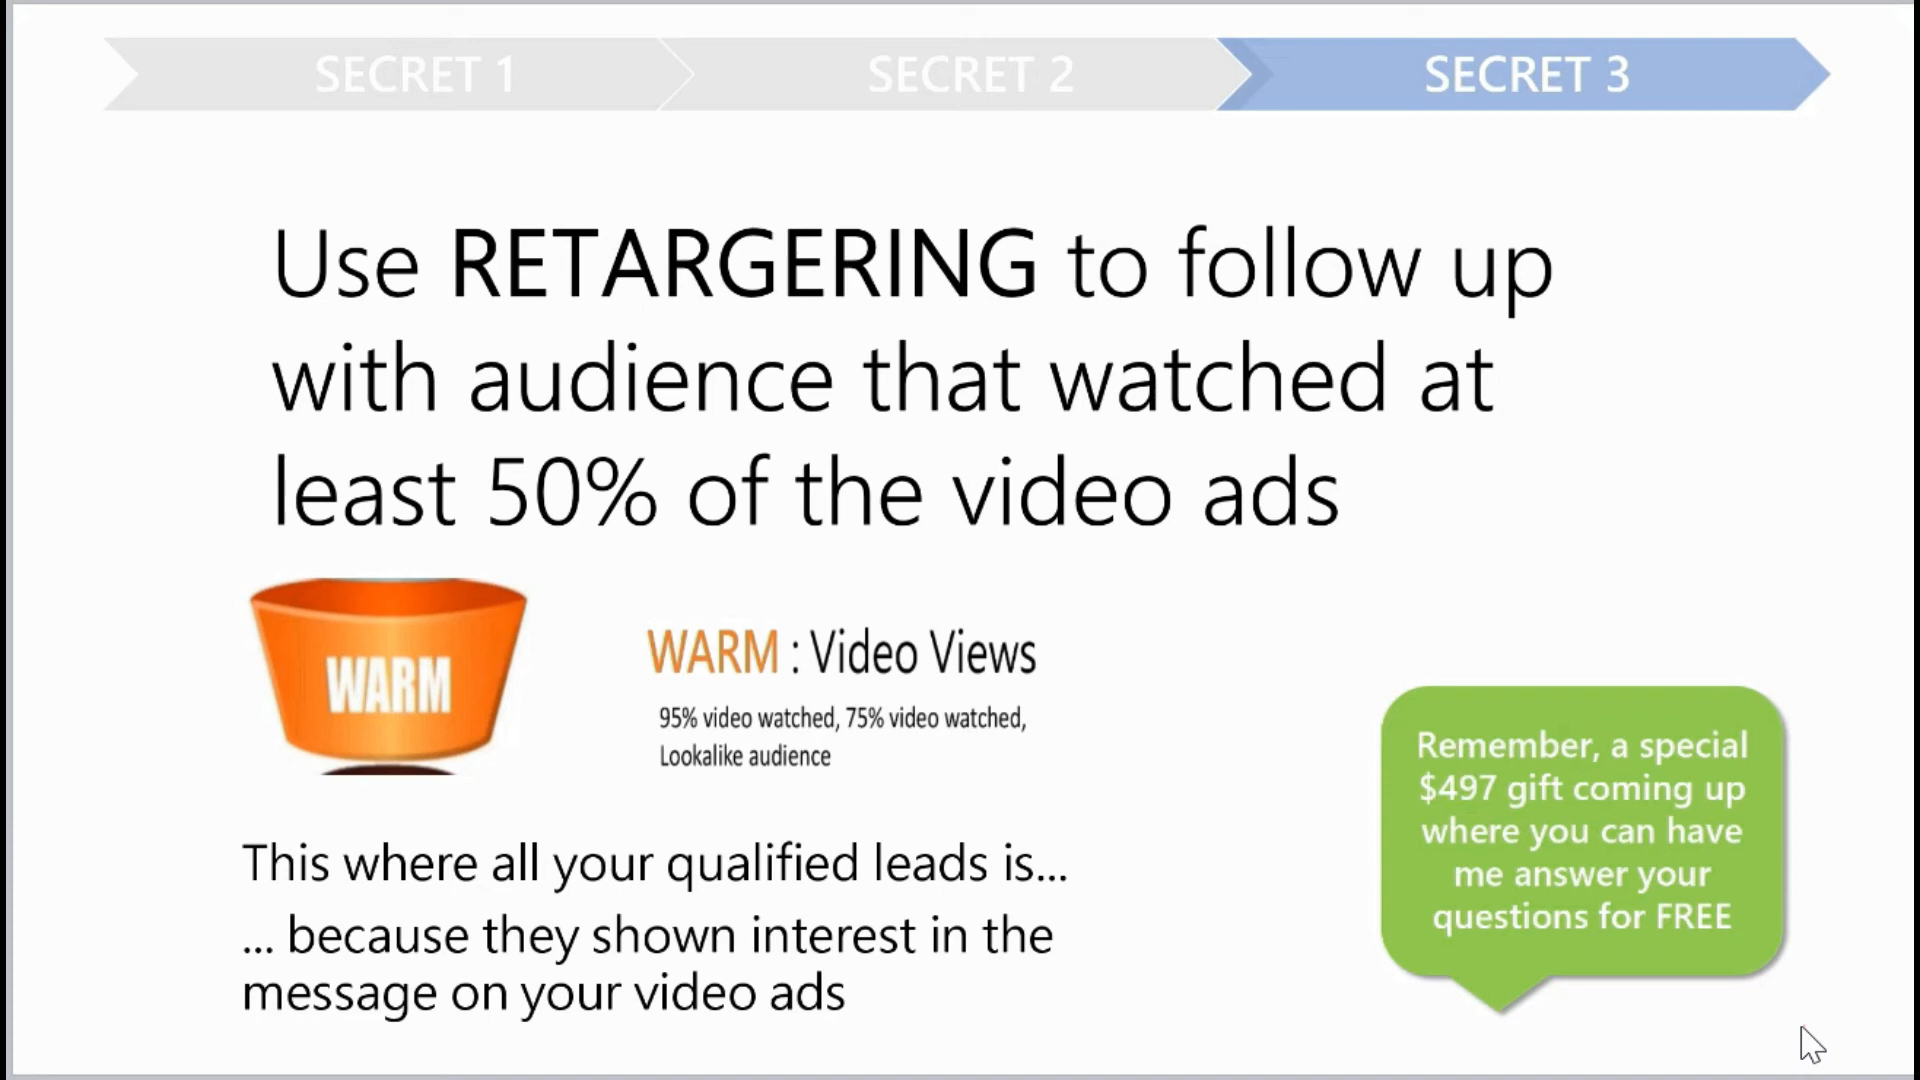 SECRET 1
SECRET 2
SECRET 3
Use RETARGERING to follow up
with audience that watched at
least 50% of the video ads
WARM
WARM : Video Views
95% video watched, 75% video watched,
Lookalike audience
Remember, a special
$497 gift coming up
where you can have
me answer your
questions for FREE
This where all your qualified leads is...
... because they shown interest in the
message on your video ads